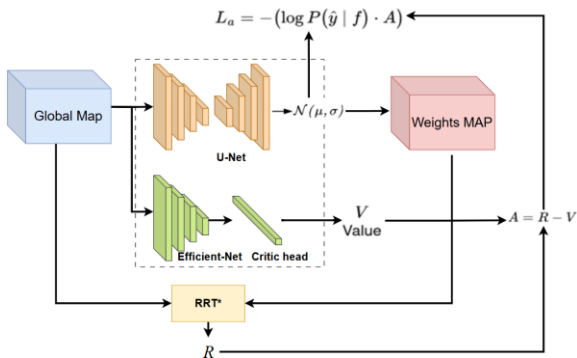 L_a = −(log P(ŷ | f) · A)
Global Map
U-Net
N(μ, σ)
Weights MAP
V
Value
A = R − V
Efficient-Net
Critic head
RRT*
R